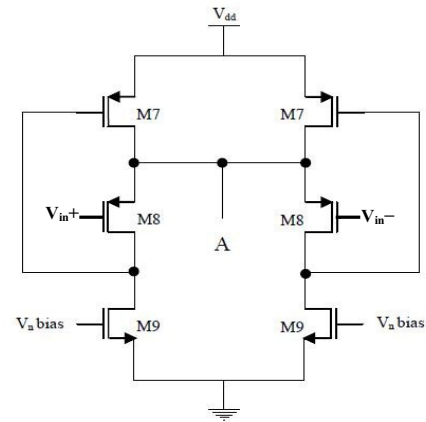 Vdd
M7 M7
Vin+ M8 M8 Vin−
A
Vn bias M9 M9 Vn bias